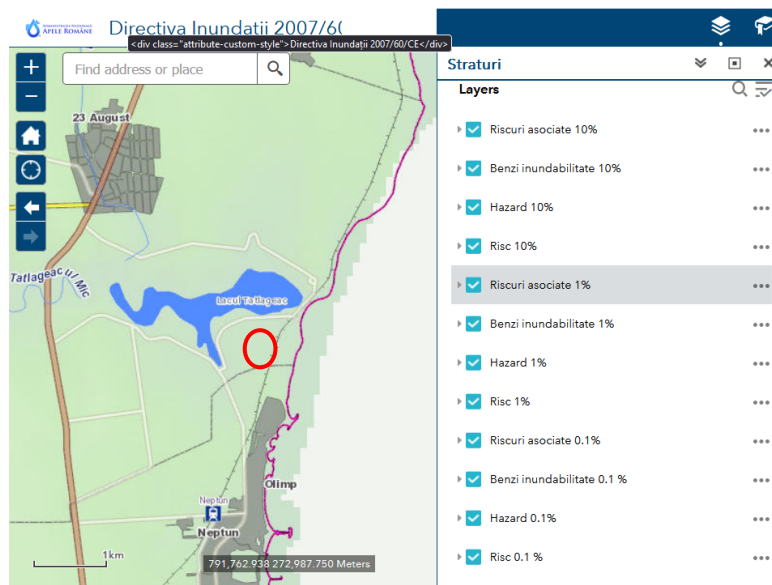 ADMINISTRAȚIA NAȚIONALĂ
APELE ROMÂNE
Directiva Inundații 2007/6(
<div class="attribute-custom-style">Directiva Inundații 2007/60/CE</div>
Find address or place
23 August
Tatlageacu/ Mic
Lacul Tatlageac
Olimp
Neptun
Neptun
1km
791,762.938 272,987.750 Meters
Straturi
Layers
Riscuri asociate 10%
Benzi inundabilitate 10%
Hazard 10%
Risc 10%
Riscuri asociate 1%
Benzi inundabilitate 1%
Hazard 1%
Risc 1%
Riscuri asociate 0.1%
Benzi inundabilitate 0.1 %
Hazard 0.1%
Risc 0.1 %